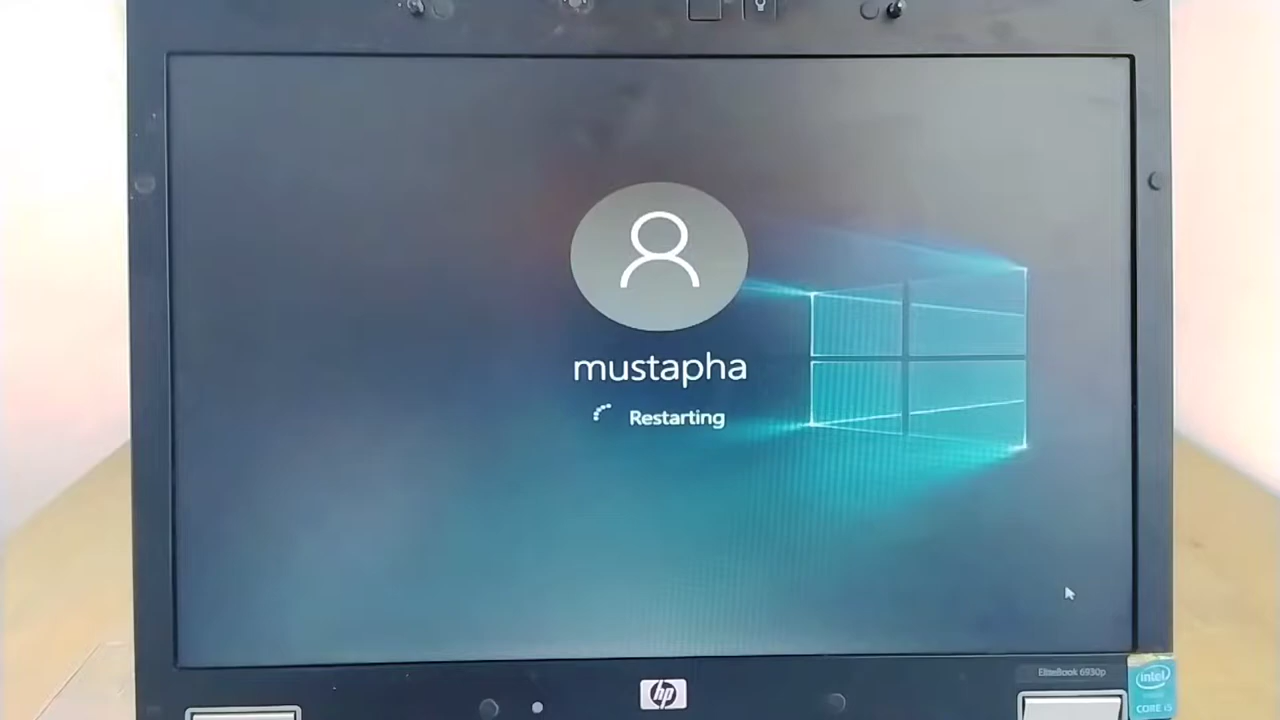 mustapha
Restarting
hp
EliteBook 6930p
intel
CORE i5